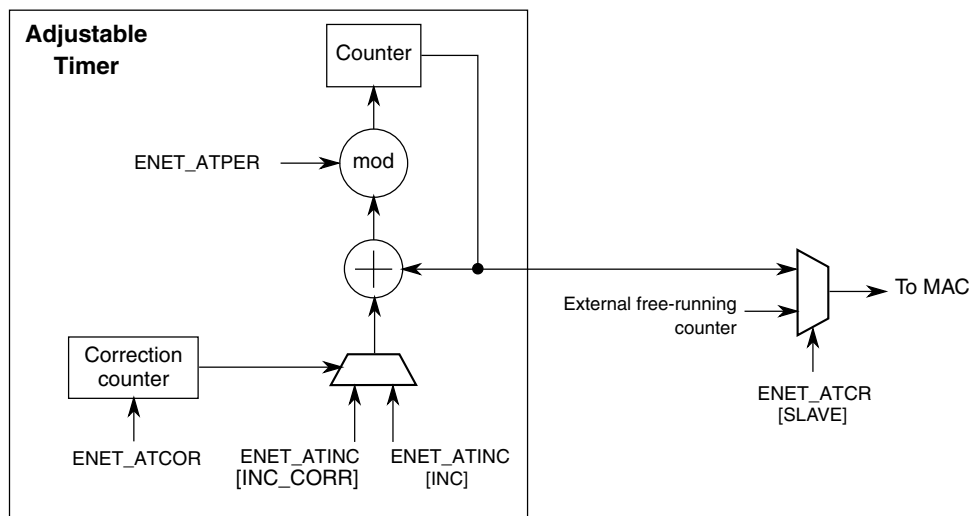 Adjustable
Timer
Counter
ENET_ATPER
mod
External free-running
counter
To MAC
Correction
counter
ENET_ATCR
[SLAVE]
ENET_ATCOR
ENET_ATINC
[INC_CORR]
ENET_ATINC
[INC]